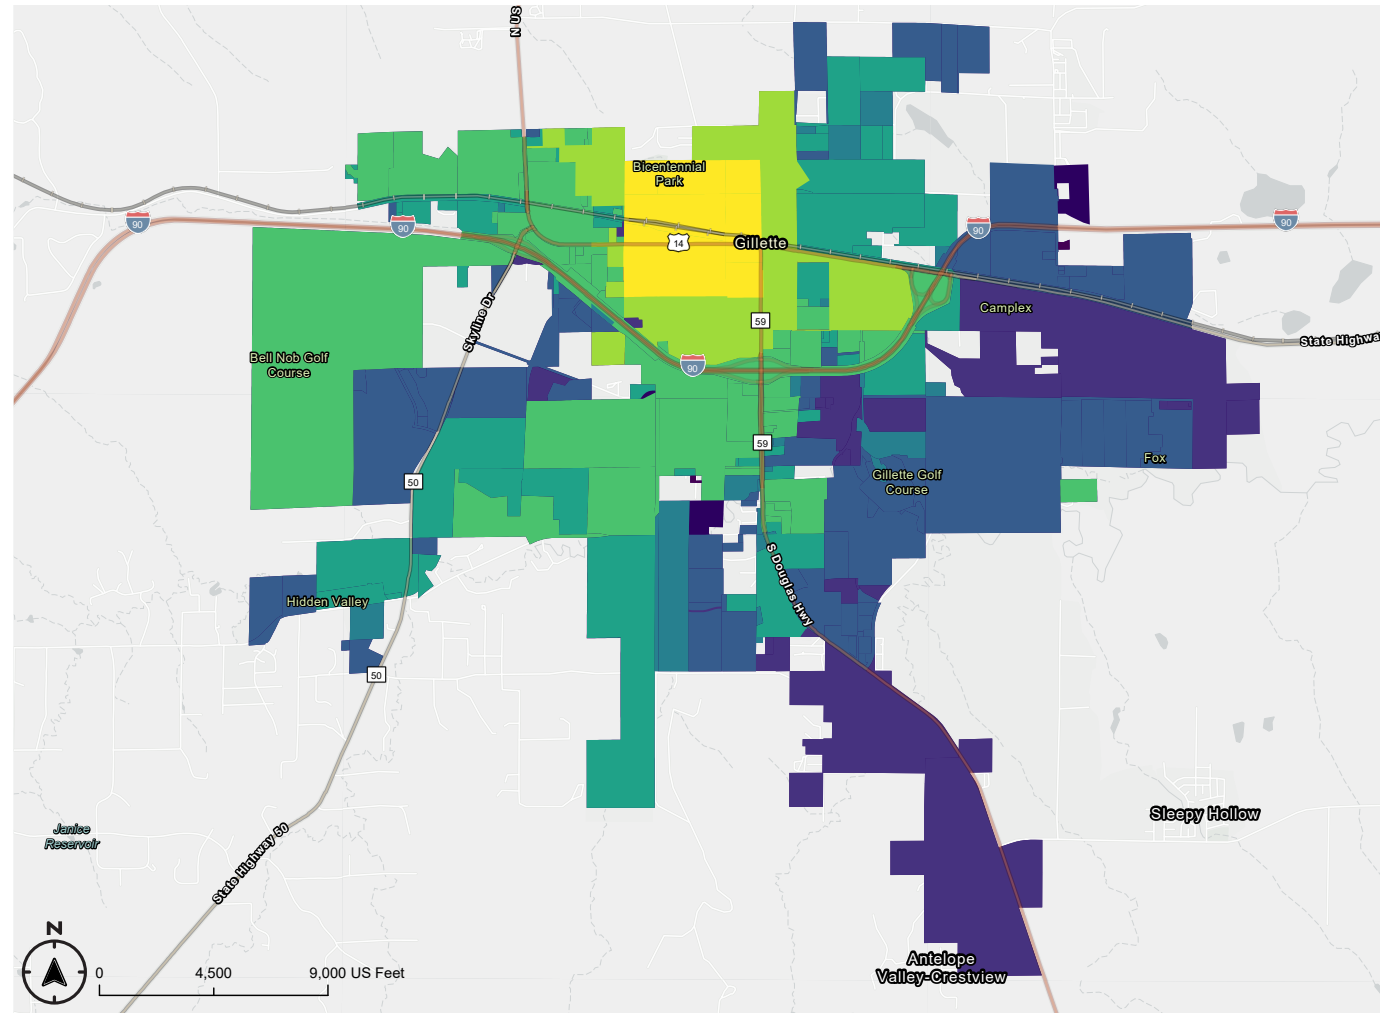 N US
Bicentennial
Park
90
90
90
90
14
Gillette
Skyline Dr
59
Camplex
State Highwa
Bell Nob Golf
Course
90
59
50
Gillette Golf
Course
Fox
S Douglas Hwy
Hidden Valley
50
Sleepy Hollow
Janice
Reservoir
State Highway 50
N
0 4,500 9,000 US Feet
Antelope
Valley-Crestview